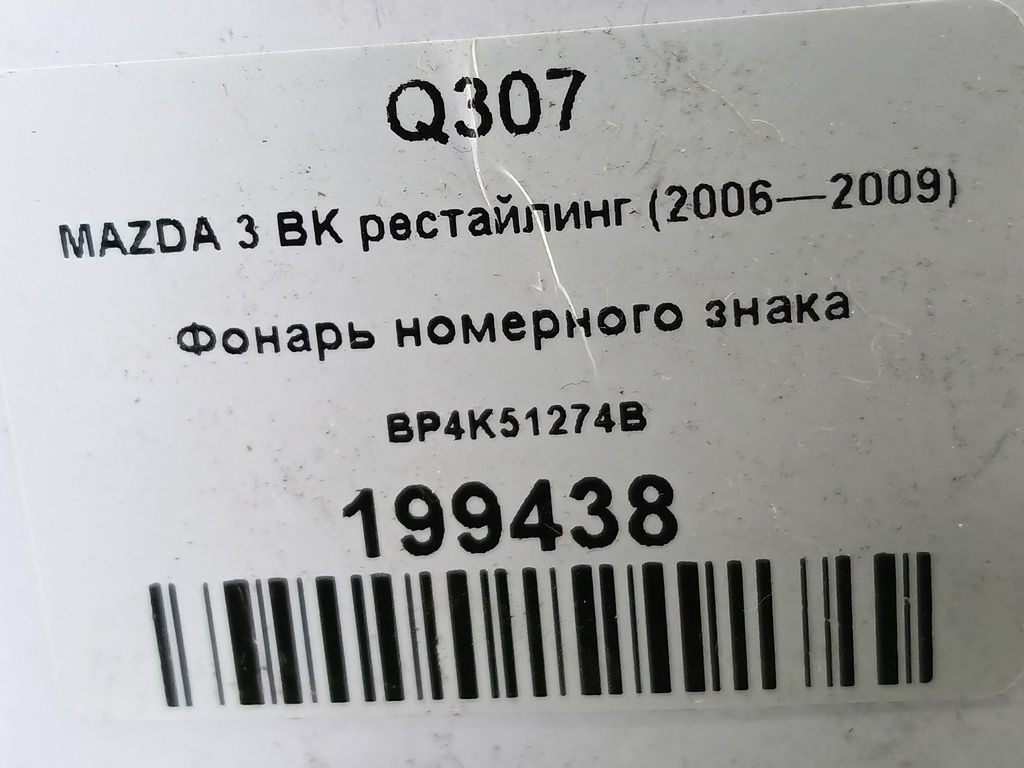 Q307
MAZDA 3 BK рестайлинг (2006—2009)
Фонарь номерного знака
BP4K51274B
199438